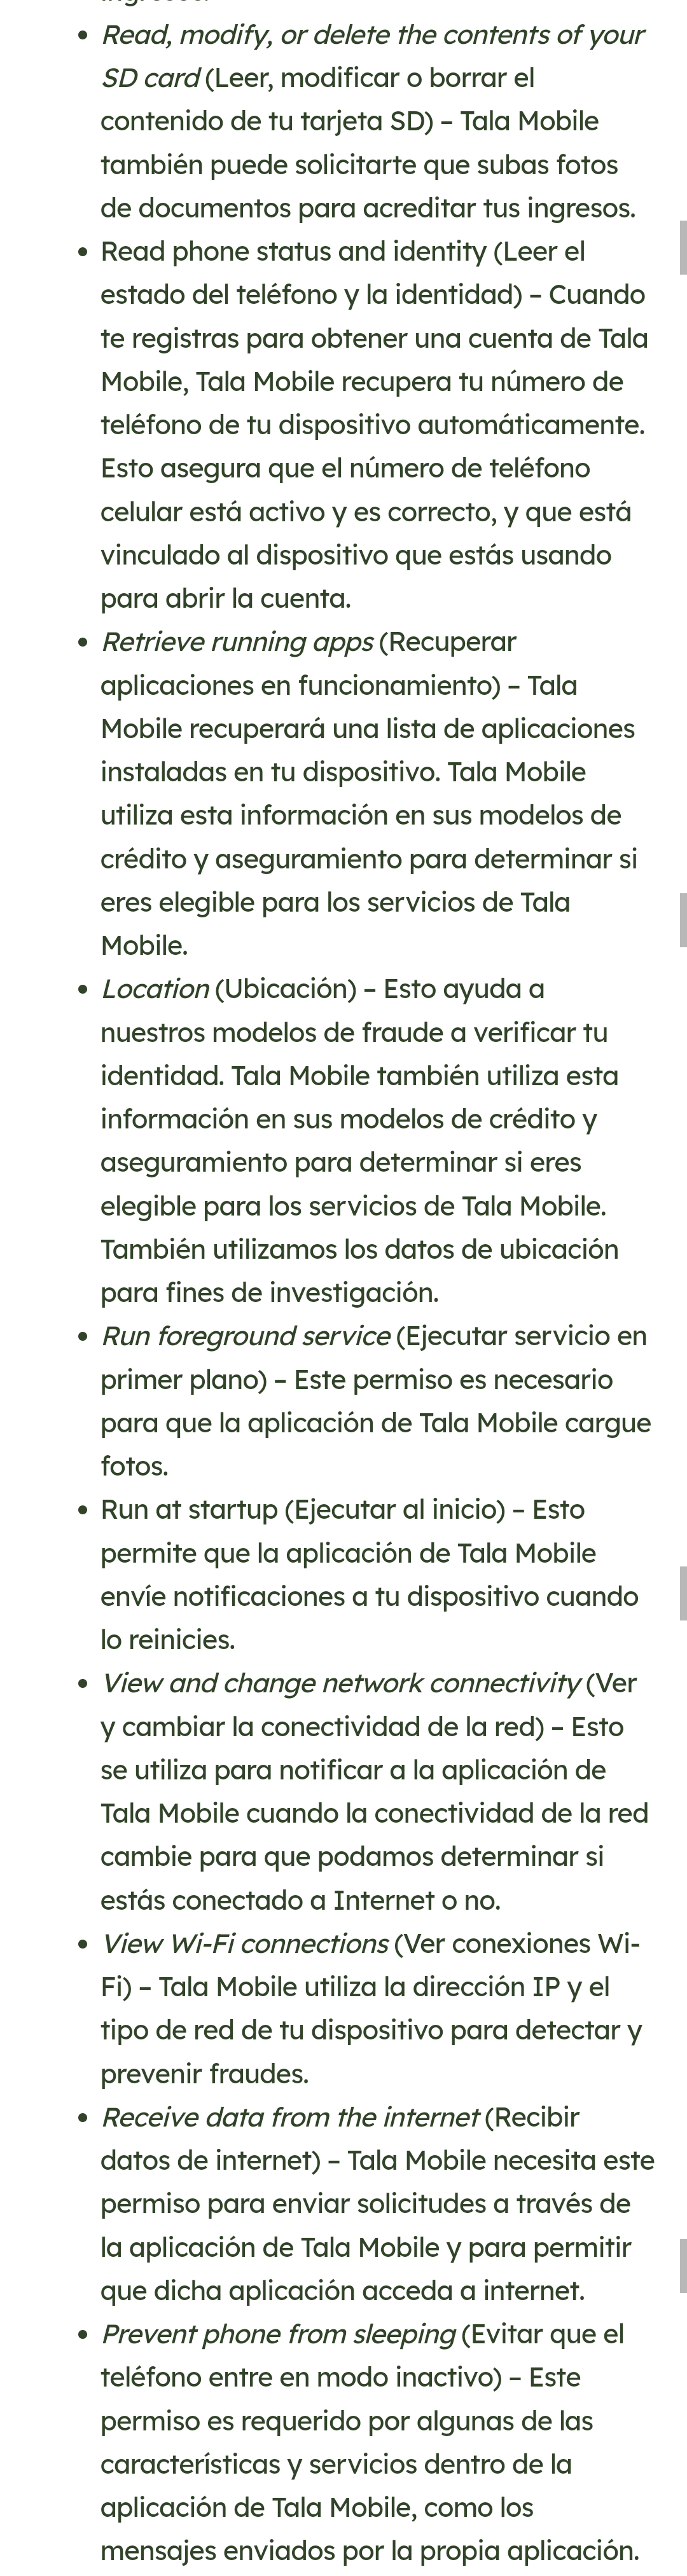 • Read, modify, or delete the contents of your
SD card (Leer, modificar o borrar el
contenido de tu tarjeta SD) – Tala Mobile
también puede solicitarte que subas fotos
de documentos para acreditar tus ingresos.
• Read phone status and identity (Leer el
estado del teléfono y la identidad) – Cuando
te registras para obtener una cuenta de Tala
Mobile, Tala Mobile recupera tu número de
teléfono de tu dispositivo automáticamente.
Esto asegura que el número de teléfono
celular está activo y es correcto, y que está
vinculado al dispositivo que estás usando
para abrir la cuenta.
• Retrieve running apps (Recuperar
aplicaciones en funcionamiento) – Tala
Mobile recuperará una lista de aplicaciones
instaladas en tu dispositivo. Tala Mobile
utiliza esta información en sus modelos de
crédito y aseguramiento para determinar si
eres elegible para los servicios de Tala
Mobile.
• Location (Ubicación) – Esto ayuda a
nuestros modelos de fraude a verificar tu
identidad. Tala Mobile también utiliza esta
información en sus modelos de crédito y
aseguramiento para determinar si eres
elegible para los servicios de Tala Mobile.
También utilizamos los datos de ubicación
para fines de investigación.
• Run foreground service (Ejecutar servicio en
primer plano) – Este permiso es necesario
para que la aplicación de Tala Mobile cargue
fotos.
• Run at startup (Ejecutar al inicio) – Esto
permite que la aplicación de Tala Mobile
envíe notificaciones a tu dispositivo cuando
lo reinicies.
• View and change network connectivity (Ver
y cambiar la conectividad de la red) – Esto
se utiliza para notificar a la aplicación de
Tala Mobile cuando la conectividad de la red
cambie para que podamos determinar si
estás conectado a Internet o no.
• View Wi-Fi connections (Ver conexiones Wi-
Fi) – Tala Mobile utiliza la dirección IP y el
tipo de red de tu dispositivo para detectar y
prevenir fraudes.
• Receive data from the internet (Recibir
datos de internet) – Tala Mobile necesita este
permiso para enviar solicitudes a través de
la aplicación de Tala Mobile y para permitir
que dicha aplicación acceda a internet.
• Prevent phone from sleeping (Evitar que el
teléfono entre en modo inactivo) – Este
permiso es requerido por algunas de las
características y servicios dentro de la
aplicación de Tala Mobile, como los
mensajes enviados por la propia aplicación.